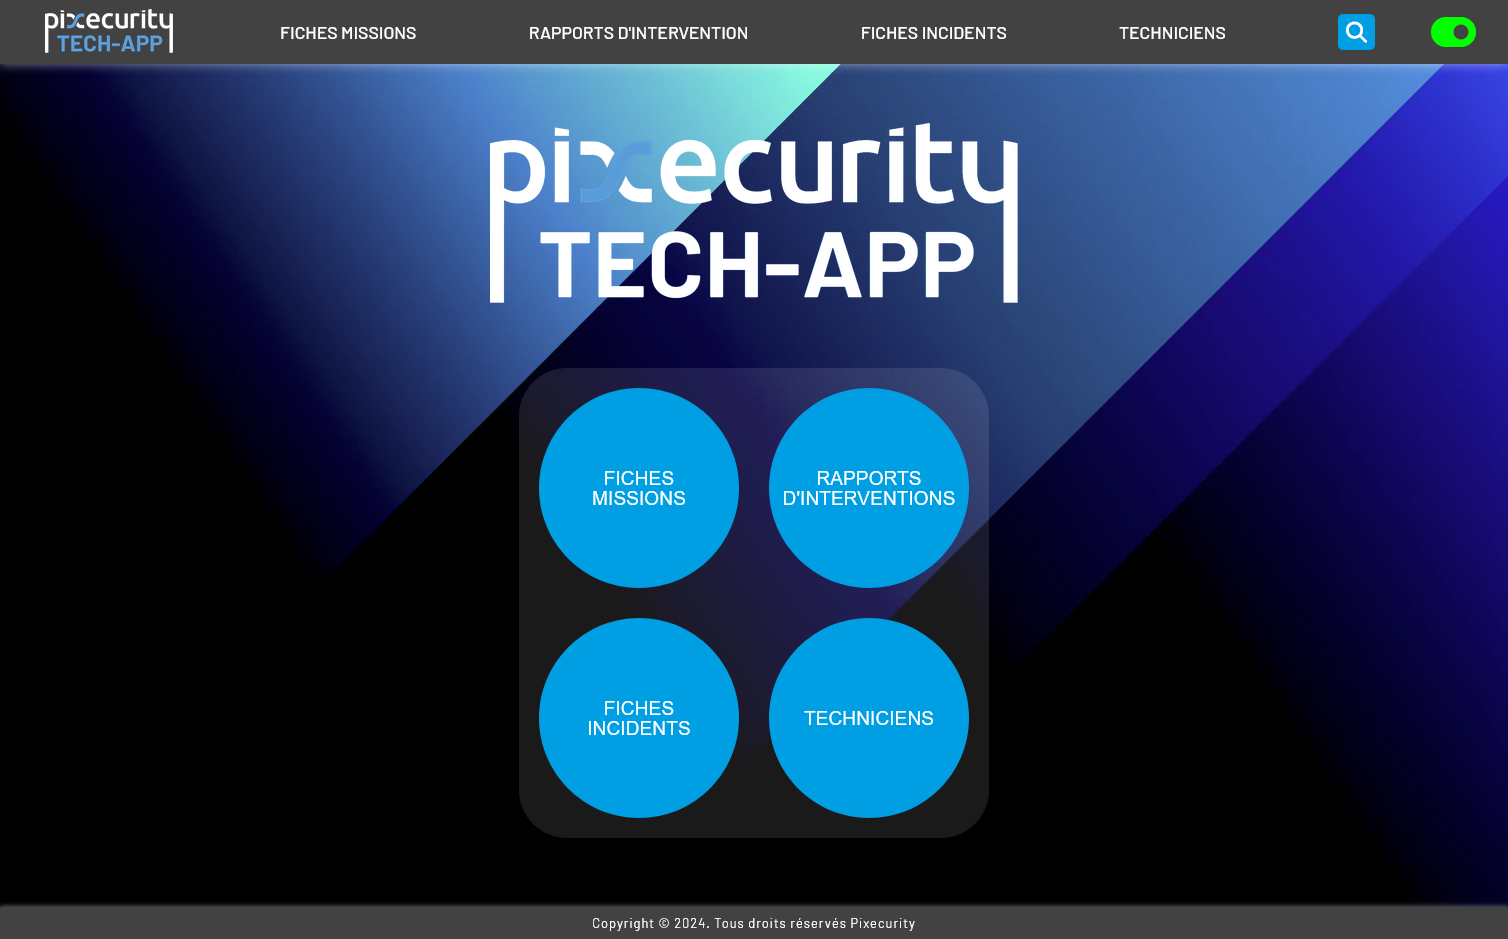 pixecurity
TECH-APP
FICHES MISSIONS
RAPPORTS D'INTERVENTION
FICHES INCIDENTS
TECHNICIENS
pixecurity
TECH-APP
FICHES
MISSIONS
RAPPORTS
D'INTERVENTIONS
FICHES
INCIDENTS
TECHNICIENS
Copyright © 2024. Tous droits réservés Pixecurity